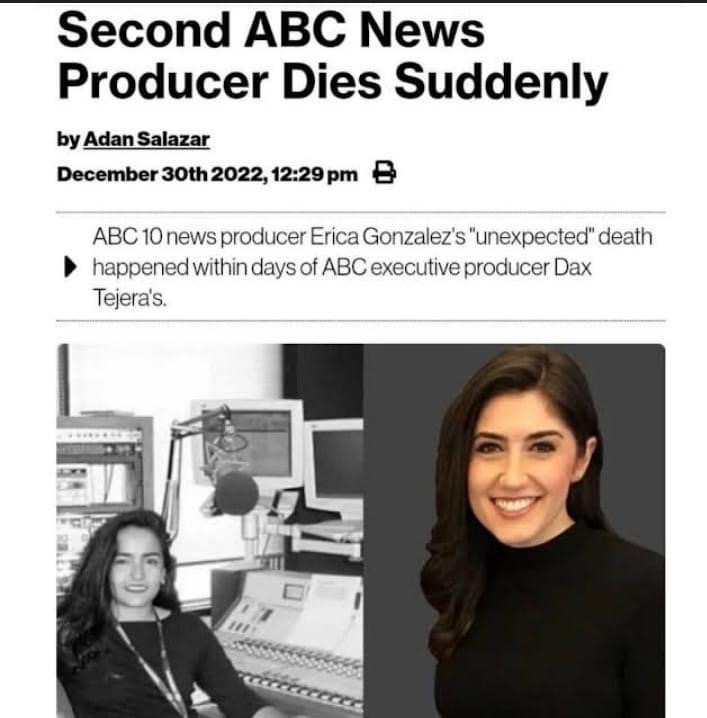 Second ABC News
Producer Dies Suddenly
by Adan Salazar
December 30th 2022, 12:29 pm
ABC 10 news producer Erica Gonzalez's "unexpected" death
happened within days of ABC executive producer Dax
Tejera's.